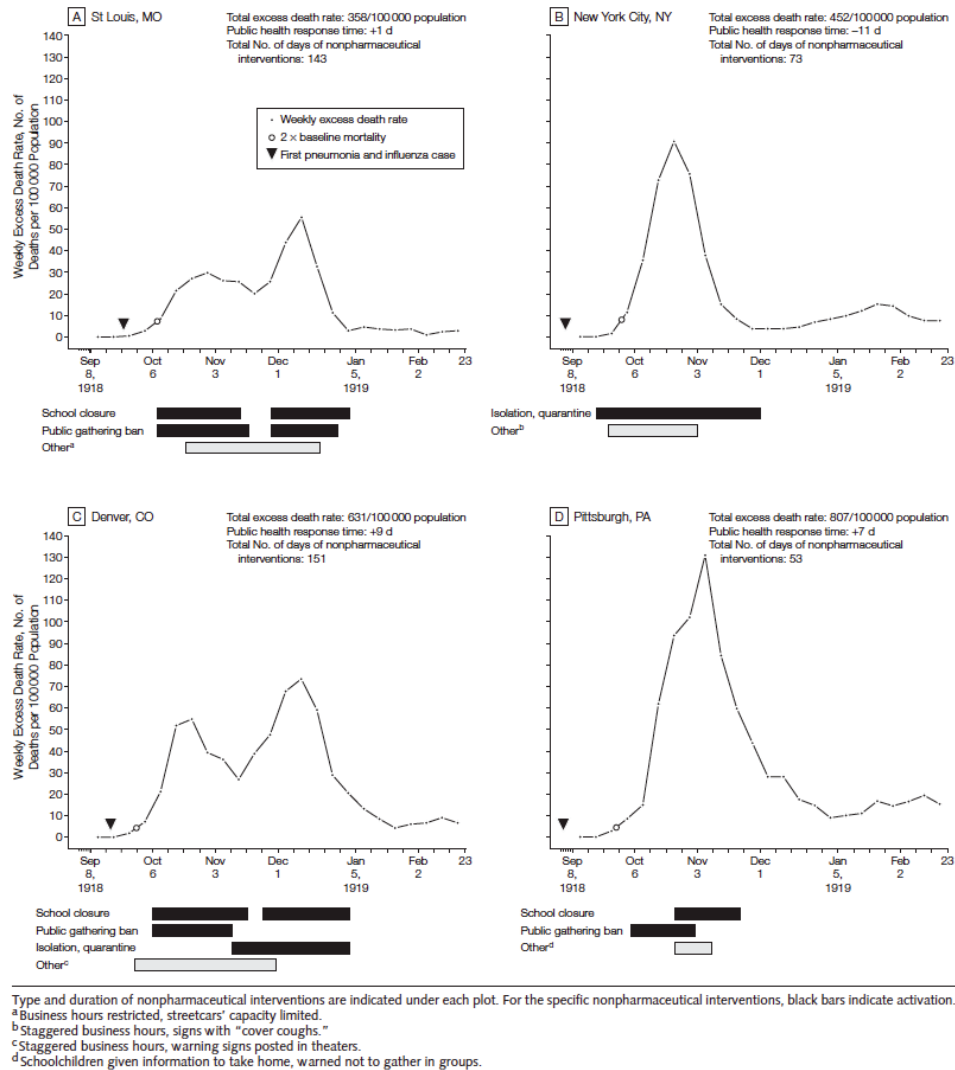 A St Louis, MO
Total excess death rate: 358/100 000 population
Public health response time: +1 d
Total No. of days of nonpharmaceutical
interventions: 143
Weekly Excess Death Rate, No. of
Deaths per 100 000 Population
140
130
120
110
100
90
80
70
60
50
40
30
20
10
0
Weekly excess death rate
2 × baseline mortality
First pneumonia and influenza case
Sep Oct Nov Dec Jan Feb 23
8, 6 3 1 5, 2
1918 1919
School closure
Public gathering ban
Other a
B New York City, NY
Total excess death rate: 452/100 000 population
Public health response time: –11 d
Total No. of days of nonpharmaceutical
interventions: 73
Sep Oct Nov Dec Jan Feb 23
8, 6 3 1 5, 2
1918 1919
Isolation, quarantine
Other b
C Denver, CO
Total excess death rate: 631/100 000 population
Public health response time: +9 d
Total No. of days of nonpharmaceutical
interventions: 151
Weekly Excess Death Rate, No. of
Deaths per 100 000 Population
140
130
120
110
100
90
80
70
60
50
40
30
20
10
0
Sep Oct Nov Dec Jan Feb 23
8, 6 3 1 5, 2
1918 1919
School closure
Public gathering ban
Isolation, quarantine
Other c
D Pittsburgh, PA
Total excess death rate: 807/100 000 population
Public health response time: +7 d
Total No. of days of nonpharmaceutical
interventions: 53
Sep Oct Nov Dec Jan Feb 23
8, 6 3 1 5, 2
1918 1919
School closure
Public gathering ban
Other d
Type and duration of nonpharmaceutical interventions are indicated under each plot. For the specific nonpharmaceutical interventions, black bars indicate activation.
a Business hours restricted, streetcars' capacity limited.
b Staggered business hours, signs with "cover coughs."
c Staggered business hours, warning signs posted in theaters.
d Schoolchildren given information to take home, warned not to gather in groups.